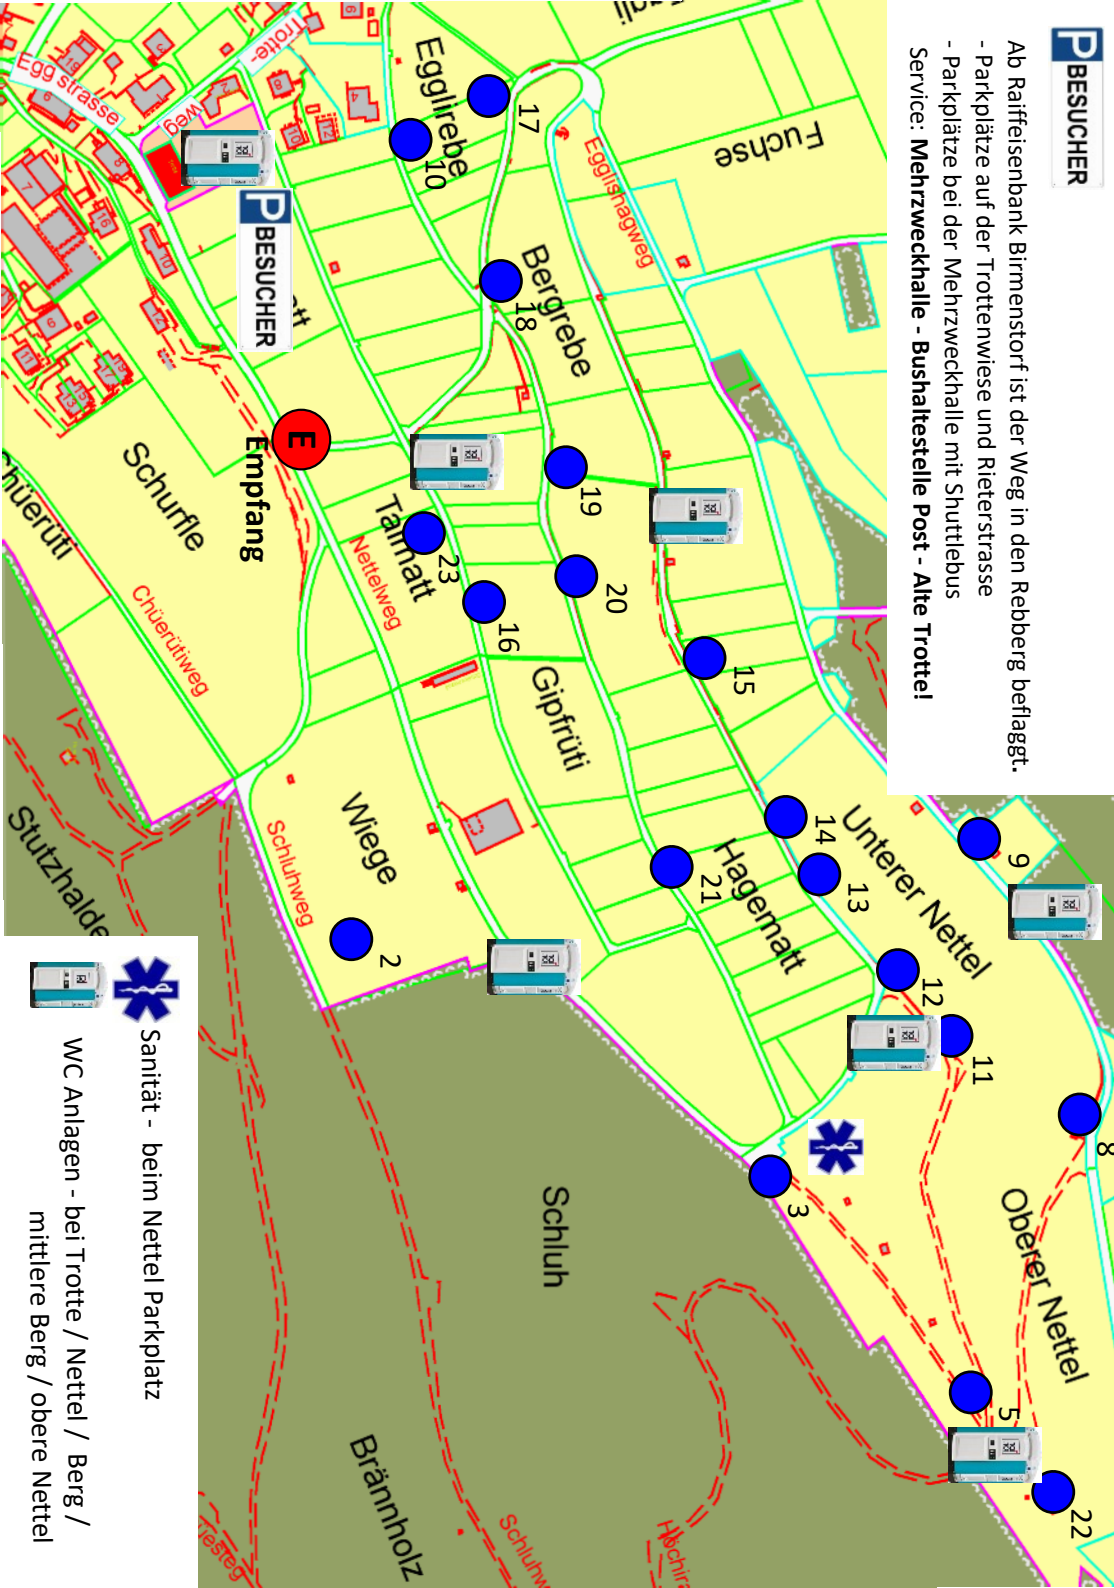 P BESUCHER
Ab Raiffeisenbank Birmenstorf ist der Weg in den Rebberg beflaggt.
- Parkplätze auf der Trottenwiese und Rieterstrasse
- Parkplätze bei der Mehrzweckhalle mit Shuttlebus
Service: Mehrzweckhalle - Bushaltestelle Post - Alte Trotte!
Fuchse
Egglishagweg
Egglirebe
Bergrebe
Trotte-
weg
Eggstrasse
P BESUCHER
E
Empfang
Schurfle
Talmatt
Nettelweg
Chüerütiweg
Gipfrüti
Wiege
Schluhweg
Stutzhalde
Hagematt
Unterer Nettel
Oberer Nettel
Schluh
Brännholz
17
10
18
19
20
23
16
15
14
13
21
9
12
11
8
2
3
5
22
Sanität - beim Nettel Parkplatz
WC Anlagen - bei Trotte / Nettel / Berg /
mittlere Berg / obere Nettel